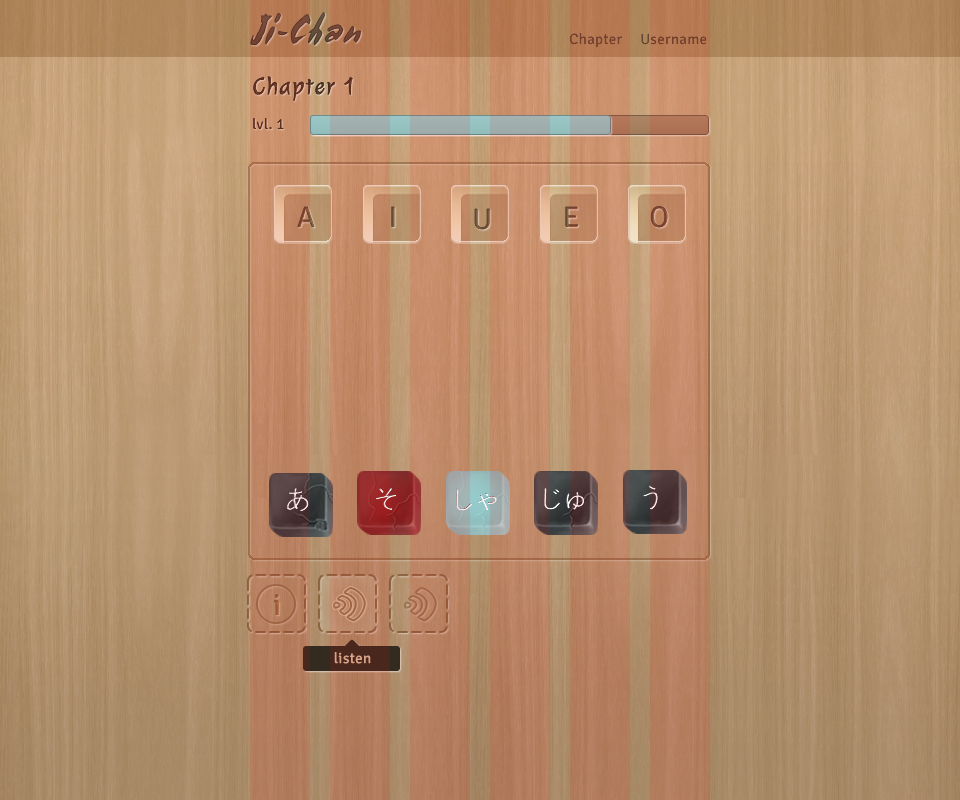 Ji-Chan
Chapter Username
Chapter 1
lvl. 1
A I U E O
あ そ しゃ じゅ う
i
listen